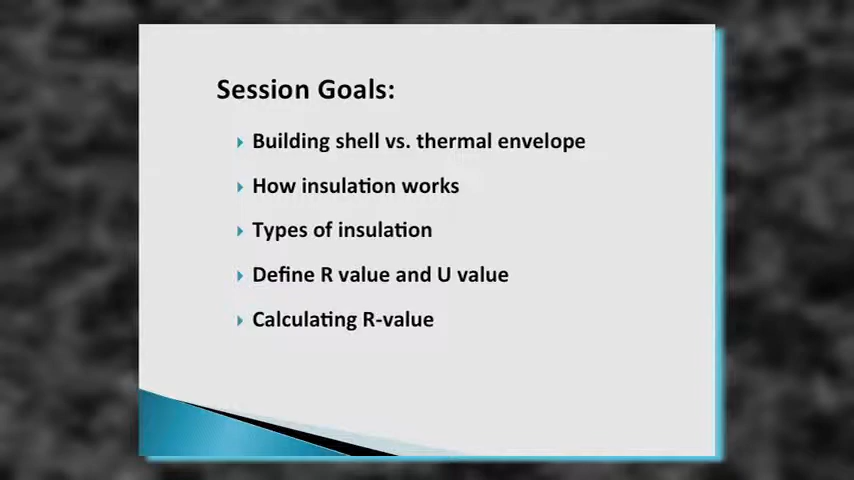 Session Goals:
Building shell vs. thermal envelope
How insulation works
Types of insulation
Define R value and U value
Calculating R-value